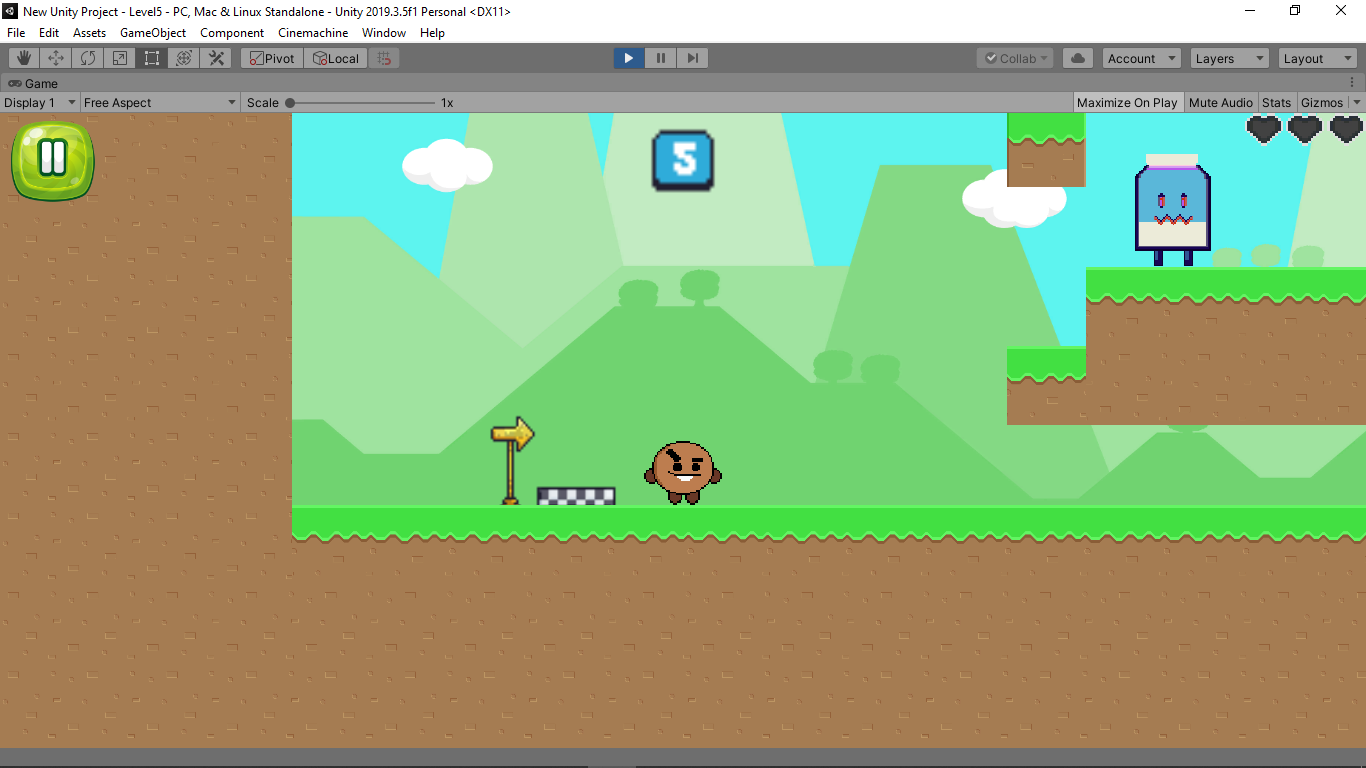 New Unity Project - Level5 - PC, Mac & Linux Standalone - Unity 2019.3.5f1 Personal <DX11>
File Edit Assets GameObject Component Cinemachine Window Help
Pivot Local Collab Account Layers Layout
Game
Display 1 Free Aspect Scale 1x Maximize On Play Mute Audio Stats Gizmos
5